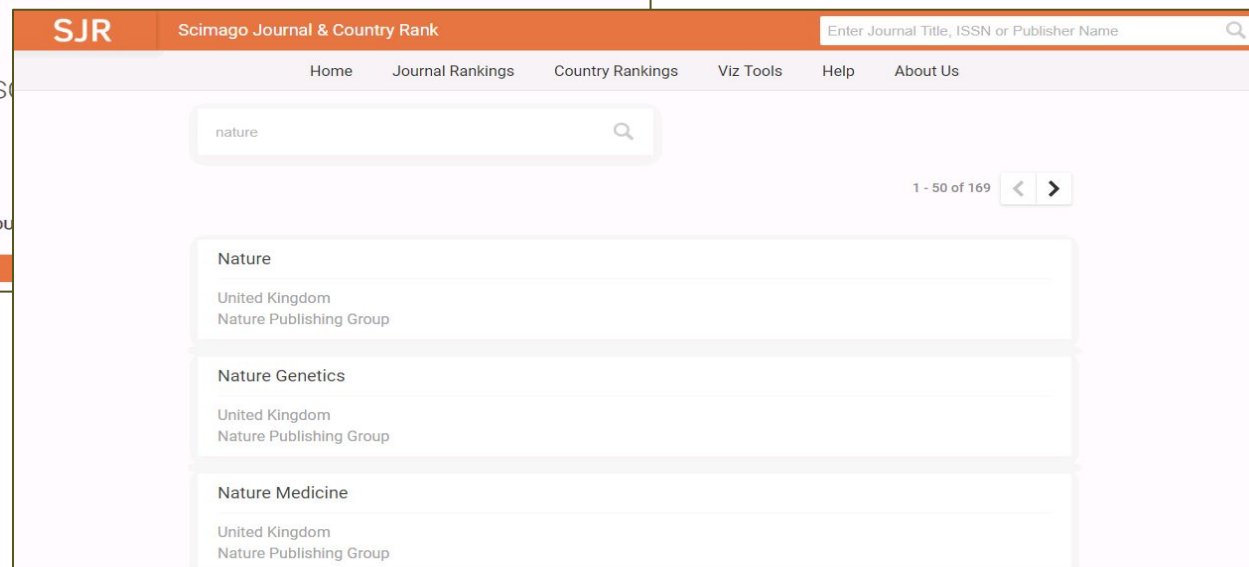 SJR
Scimago Journal & Country Rank
Enter Journal Title, ISSN or Publisher Name
Home Journal Rankings Country Rankings Viz Tools Help About Us
nature
1 - 50 of 169
Nature
United Kingdom
Nature Publishing Group
Nature Genetics
United Kingdom
Nature Publishing Group
Nature Medicine
United Kingdom
Nature Publishing Group